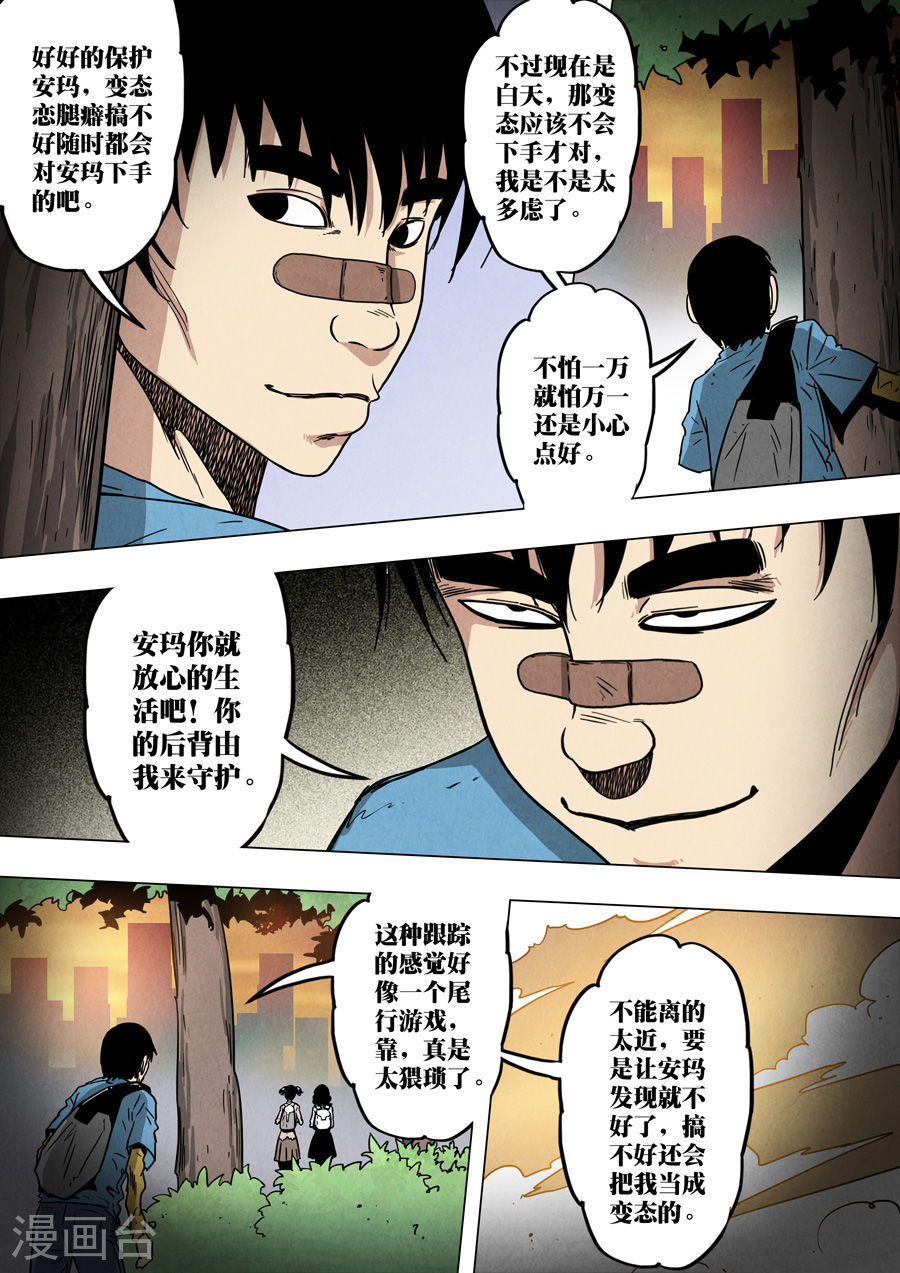 好好的保护
安玛，变态
恋腿癖搞不
好随时都会
对安玛下手
的吧。
不过现在是
白天，那变
态应该不会
下手才对，
我是不是太
多虑了。
不怕一万
就怕万一
还是小心
点好。
安玛你就
放心的生
活吧！你
的后背由
我来守护。
这种跟踪
的感觉好
像一个尾
行游戏，
靠，真是
太猥琐了。
不能离的
太近，要
是让安玛
发现就不
好了，搞
不好还会
把我当成
变态的。
漫画台
7